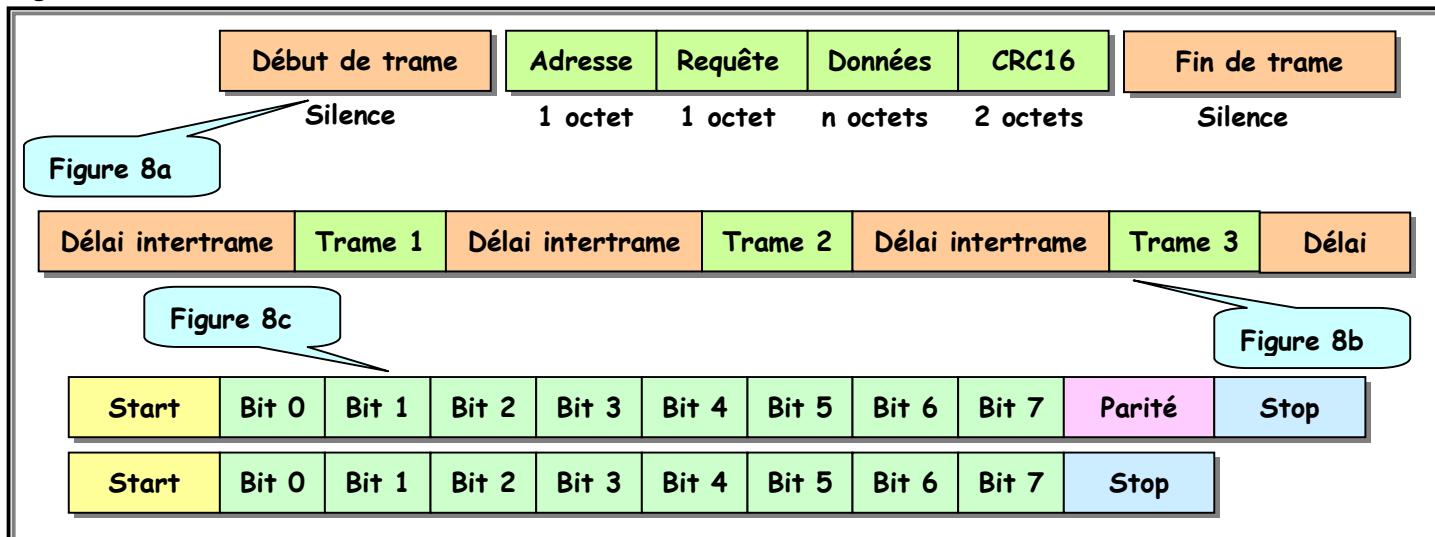 Début de trame Adresse Requête Données CRC16 Fin de trame
Silence 1 octet 1 octet n octets 2 octets Silence
Figure 8a
Délai intertrame Trame 1 Délai intertrame Trame 2 Délai intertrame Trame 3 Délai
Figure 8c
Figure 8b
Start Bit 0 Bit 1 Bit 2 Bit 3 Bit 4 Bit 5 Bit 6 Bit 7 Parité Stop
Start Bit 0 Bit 1 Bit 2 Bit 3 Bit 4 Bit 5 Bit 6 Bit 7 Stop